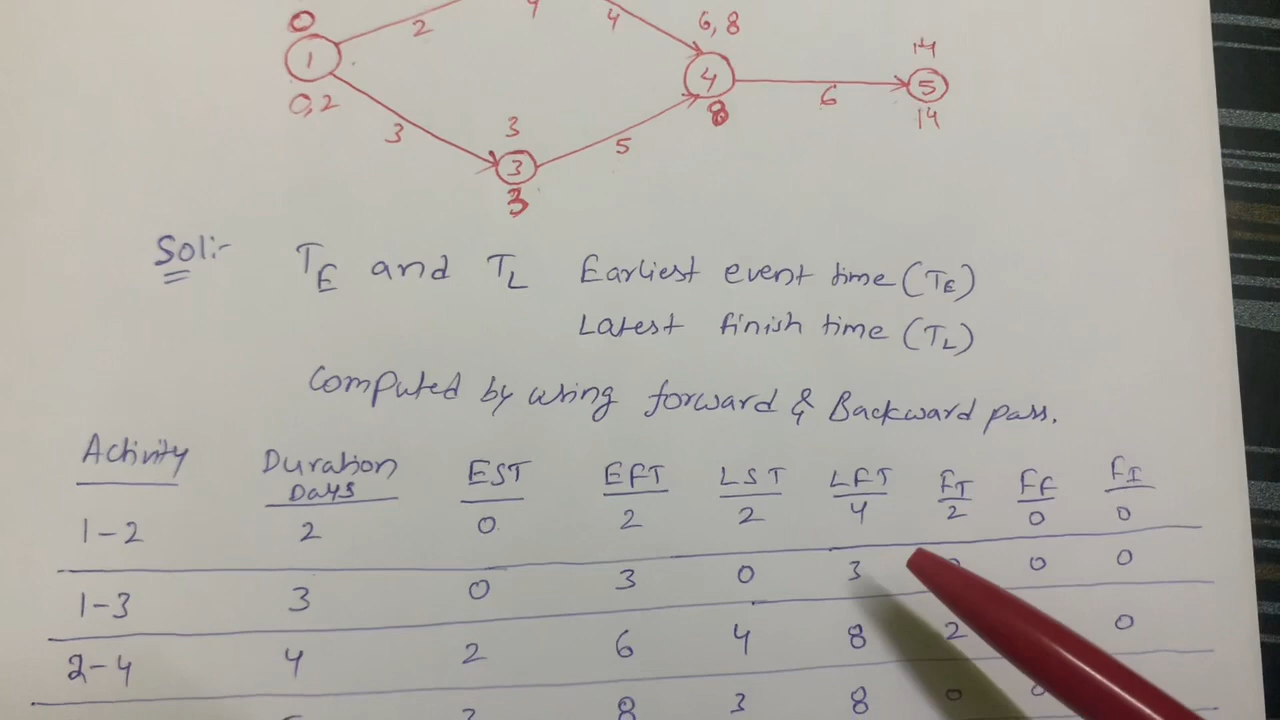 0
2
4
4
6,8
14
1
4
5
0,2
8
6
14
3
3
5
3
3
Sol:-
TE and TL Earliest event time (TE)
Latest finish time (TL)
Computed by using forward & Backward pass.
Activity Duration Days EST EFT LST LFT FT FF FI
1-2 2 0 2 2 4 2 0 0
1-3 3 0 3 0 3 0 0
2-4 4 2 6 4 8 2 0
8 3 8 0